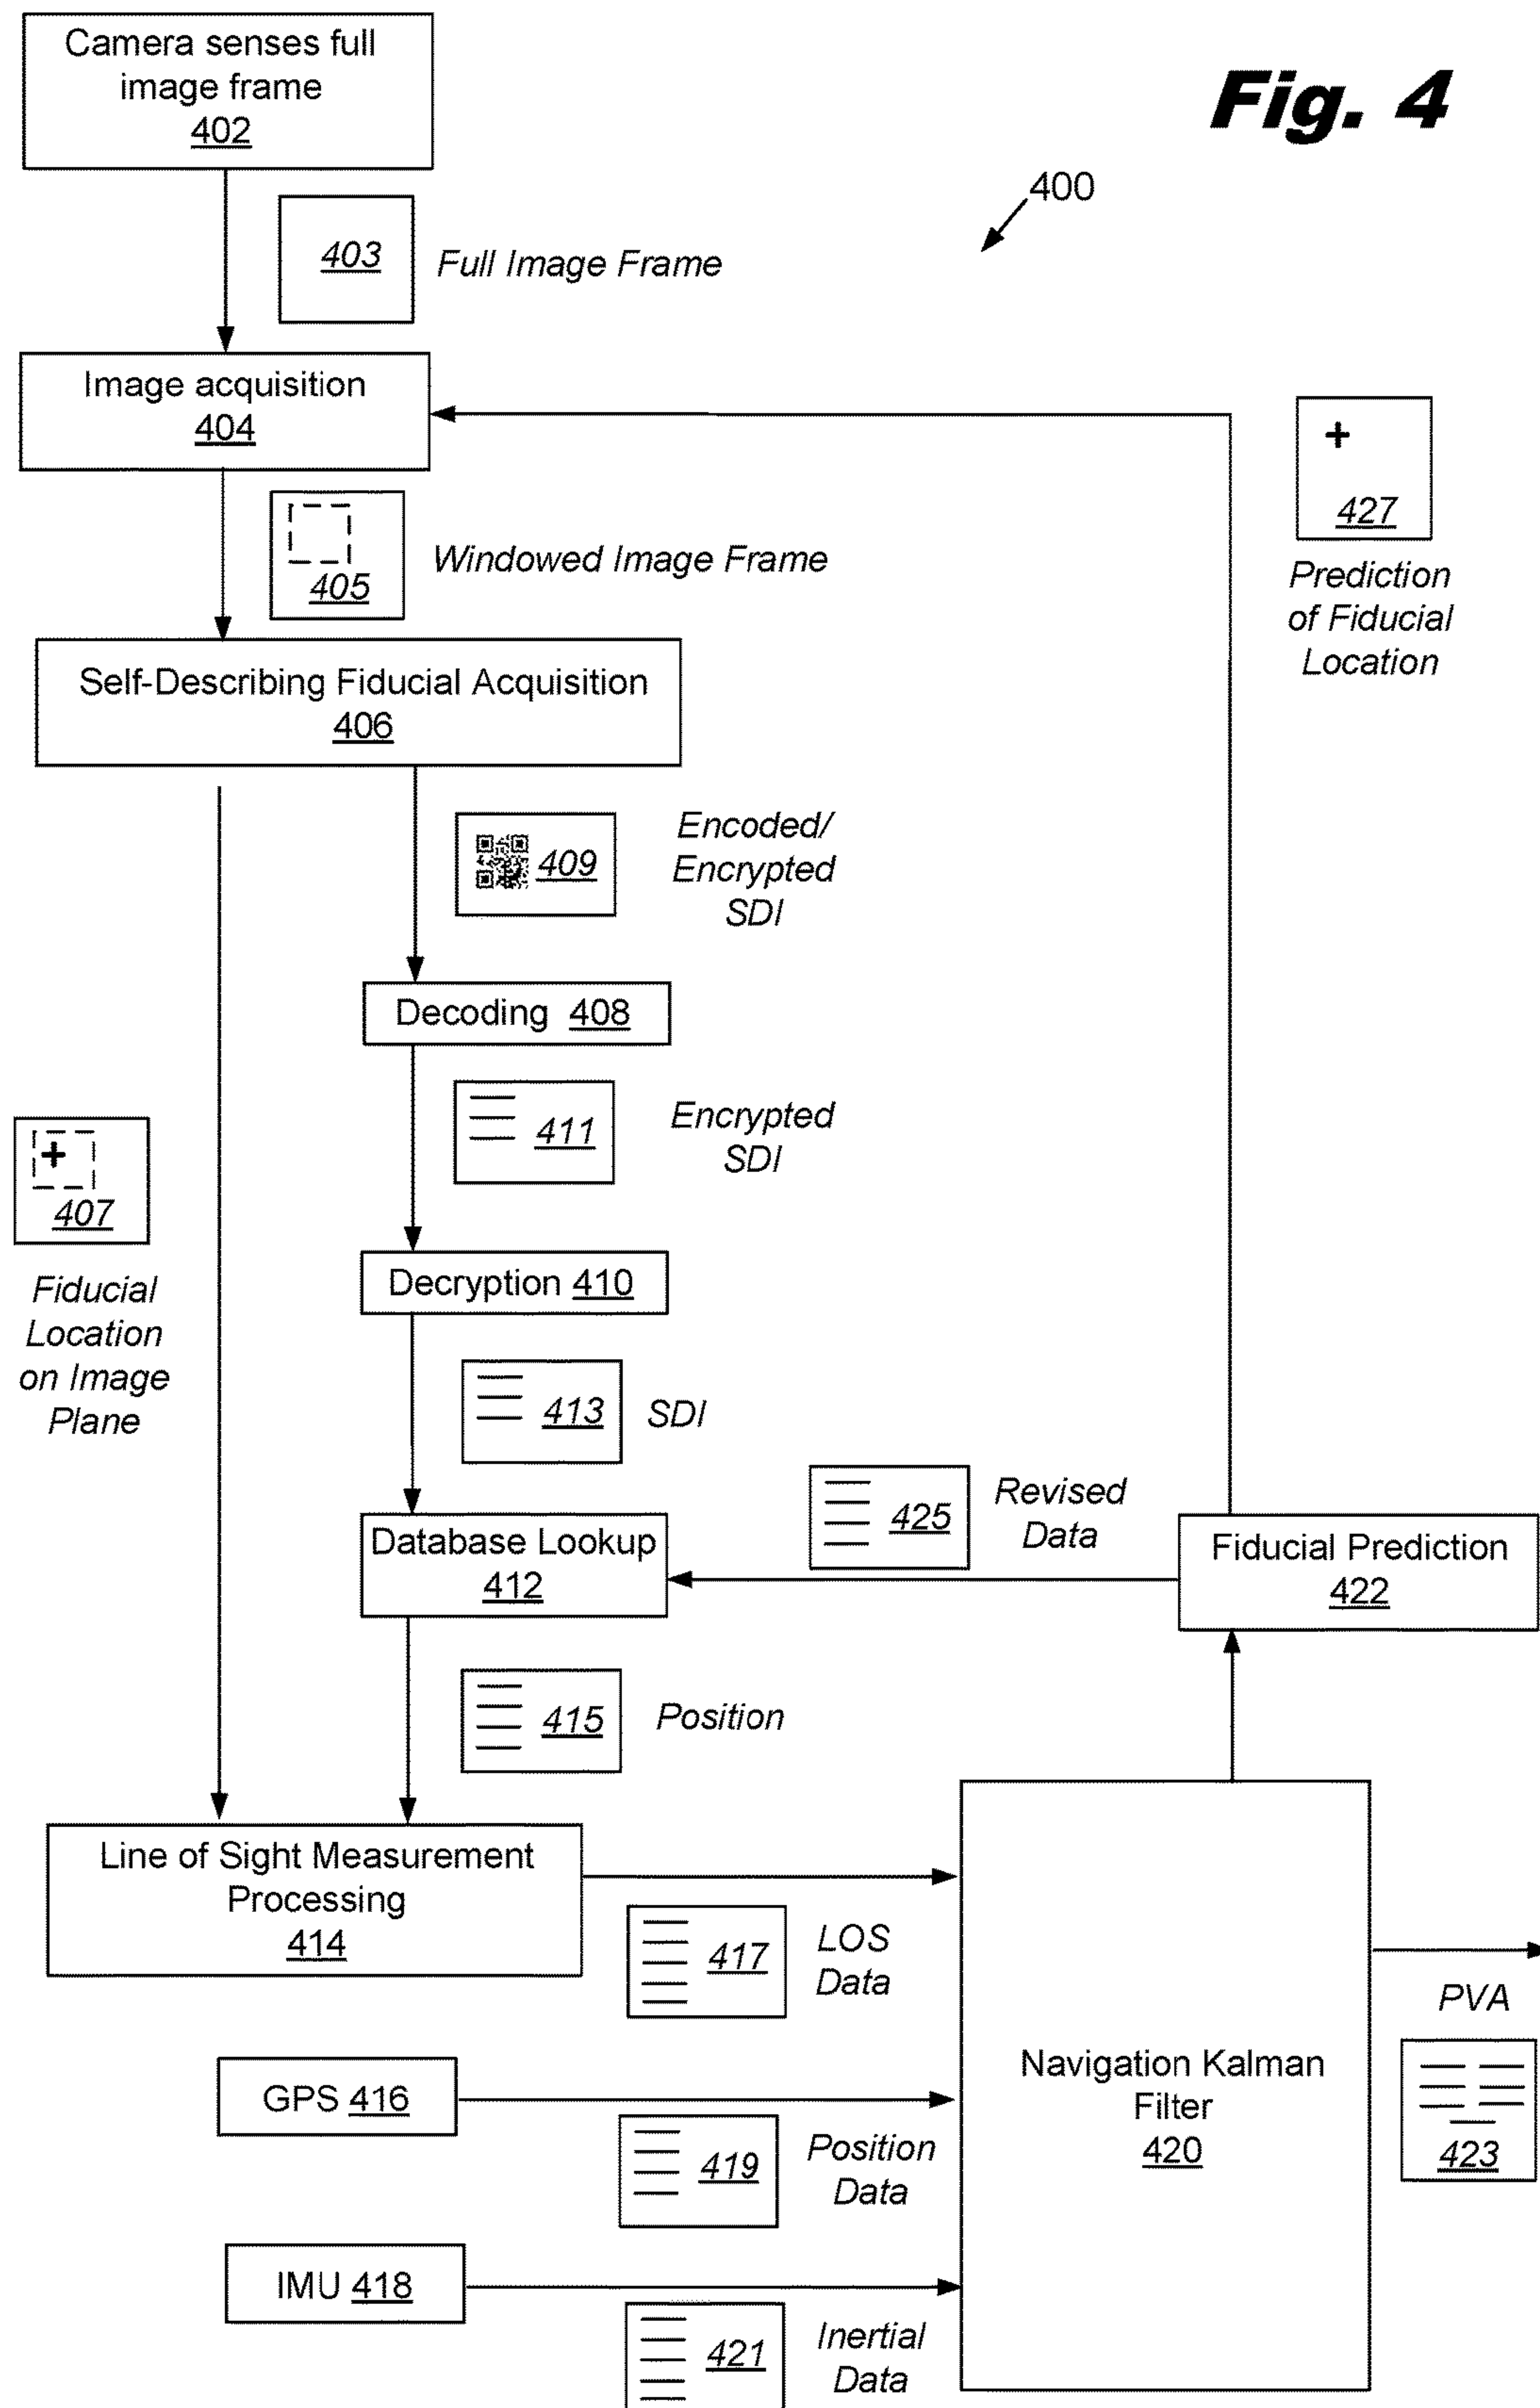 Camera senses full
image frame
402
Fig. 4
400
403
Full Image Frame
Image acquisition
404
427
Prediction
of Fiducial
Location
405
Windowed Image Frame
Self-Describing Fiducial Acquisition
406
409
Encoded/
Encrypted
SDI
Decoding 408
411
Encrypted
SDI
407
Fiducial
Location
on Image
Plane
Decryption 410
413
SDI
425
Revised
Data
Database Lookup
412
Fiducial Prediction
422
415
Position
Line of Sight Measurement
Processing
414
417
LOS
Data
PVA
423
GPS 416
419
Position
Data
Navigation Kalman
Filter
420
IMU 418
421
Inertial
Data